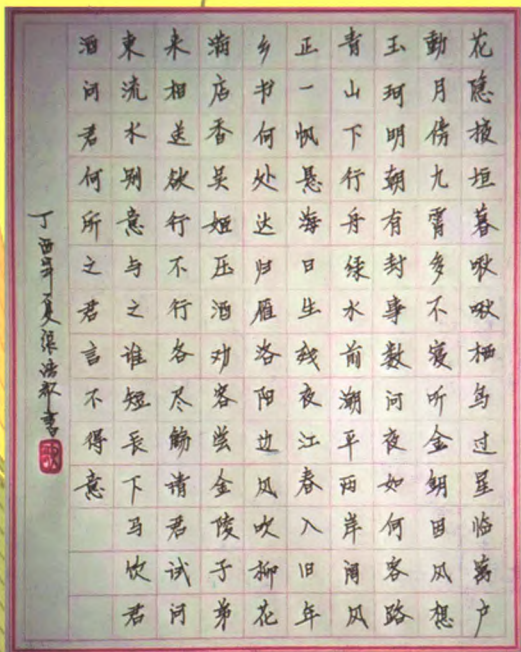 花隐掖垣暮啾啾栖鸟过星临萬户
動月傍九霄多不寝听金钥因风想
玉珂明朝有封事数问夜如何客路
青山下行舟绿水前潮平两岸阔风
正一帆悬海日生残夜江春入旧年
乡书何处达归雁洛阳边风吹柳花
满店香吴姬压酒劝客尝金陵子弟
来相送欲行不行各尽觞请君试问
東流水别意与之谁短长下马饮君
酒问君何所之君言不得意
丁酉年夏書